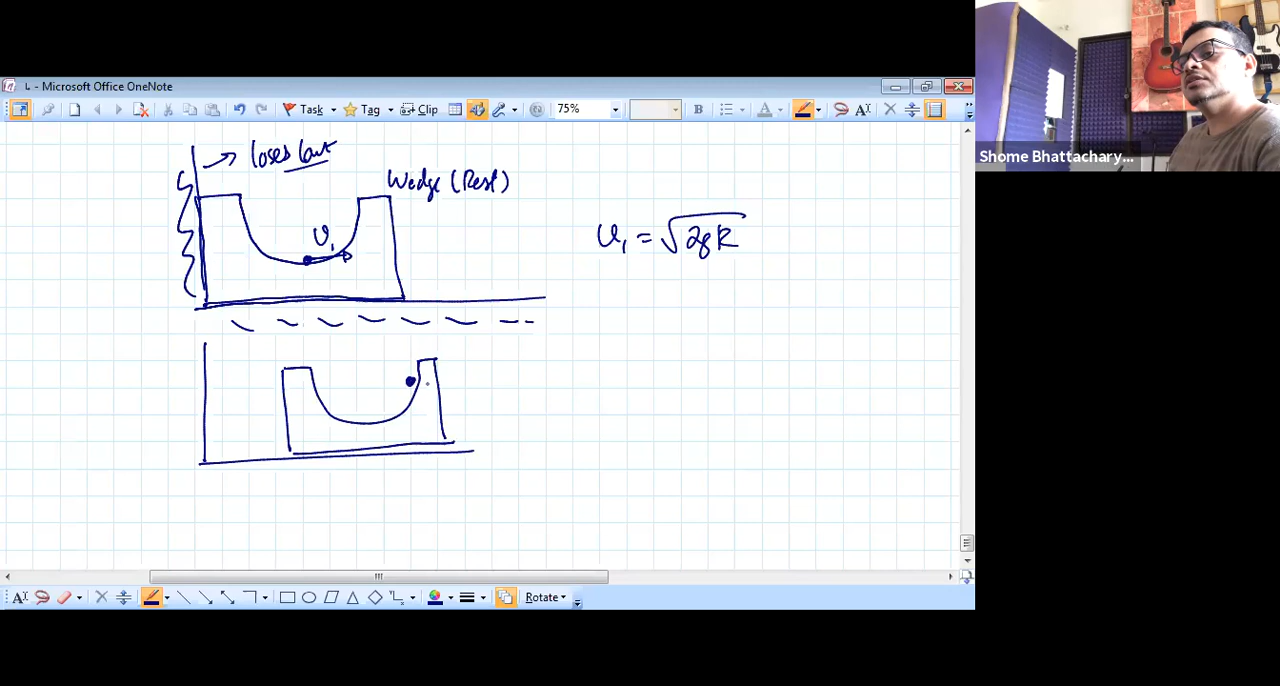 L - Microsoft Office OneNote
Task
Tag
Clip
75%
B
A
Shome Bhattachary...
→ loses cont
Wedge (Rest)
v₁
v₁ = √2gR
Rotate